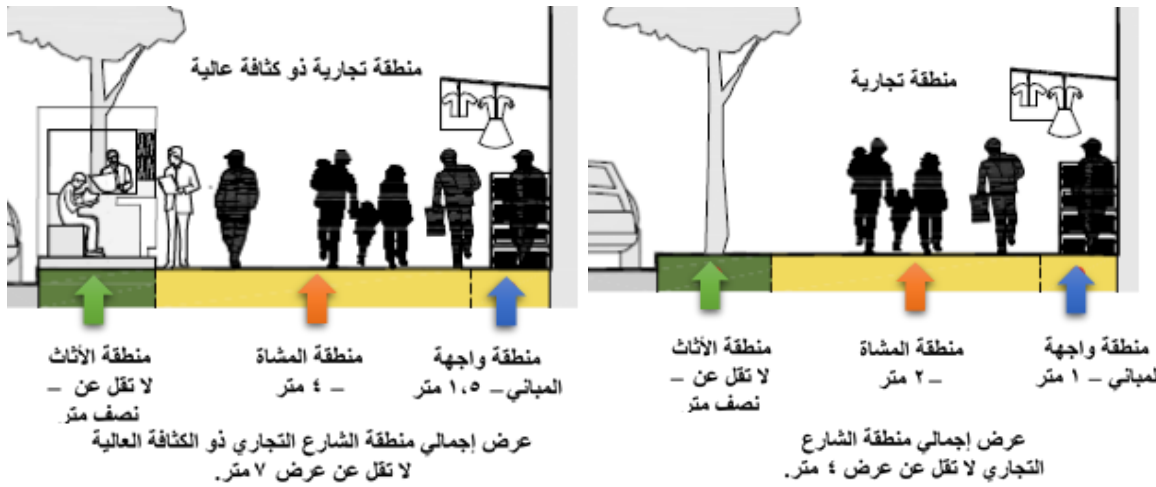 منطقة تجارية ذو كثافة عالية
منطقة واجهة
المباني – ١،٥ متر
منطقة المشاة
– ٤ متر
منطقة الأثاث
– لا تقل عن
نصف متر
عرض إجمالي منطقة الشارع التجاري ذو الكثافة العالية
لا تقل عن عرض ٧ متر.
منطقة تجارية
منطقة واجهة
المباني – ١ متر
منطقة المشاة
– ٢ متر
منطقة الأثاث
– لا تقل عن
نصف متر
عرض إجمالي منطقة الشارع
التجاري لا تقل عن عرض ٤ متر.